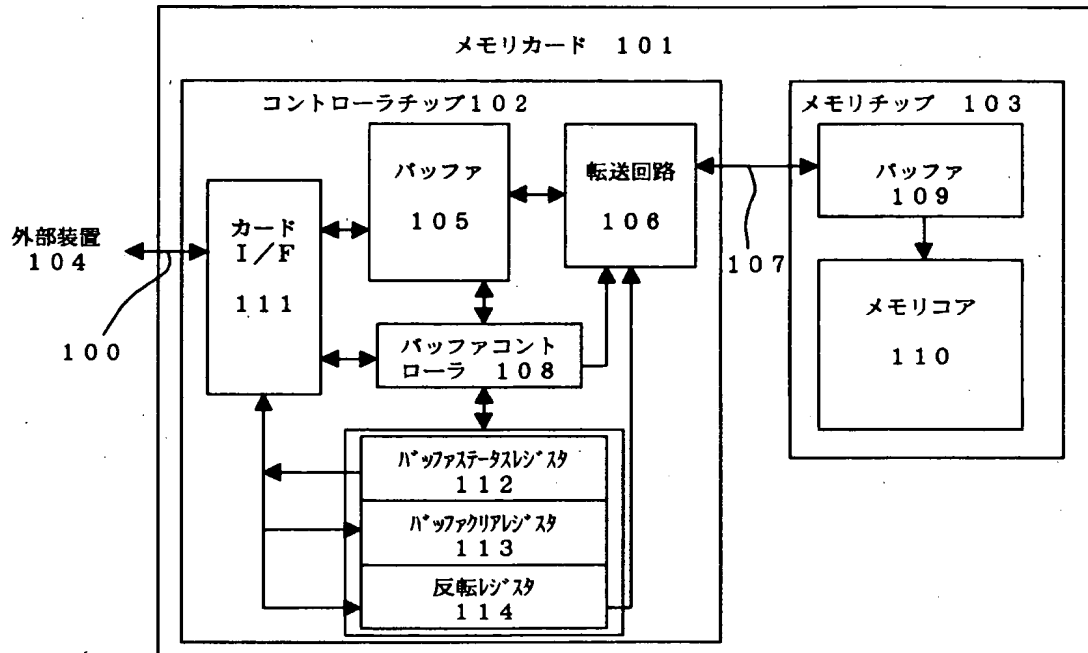 メモリカード １０１
コントローラチップ１０２
メモリチップ １０３
バッファ
１０５
転送回路
１０６
バッファ
１０９
カード
Ｉ／Ｆ
１１１
外部装置
１０４
１００
１０７
メモリコア
１１０
バッファコント
ローラ １０８
ﾊﾞｯﾌｧｽﾃｰﾀｽﾚｼﾞｽﾀ
１１２
ﾊﾞｯﾌｧｸﾘｱﾚｼﾞｽﾀ
１１３
反転ﾚｼﾞｽﾀ
１１４